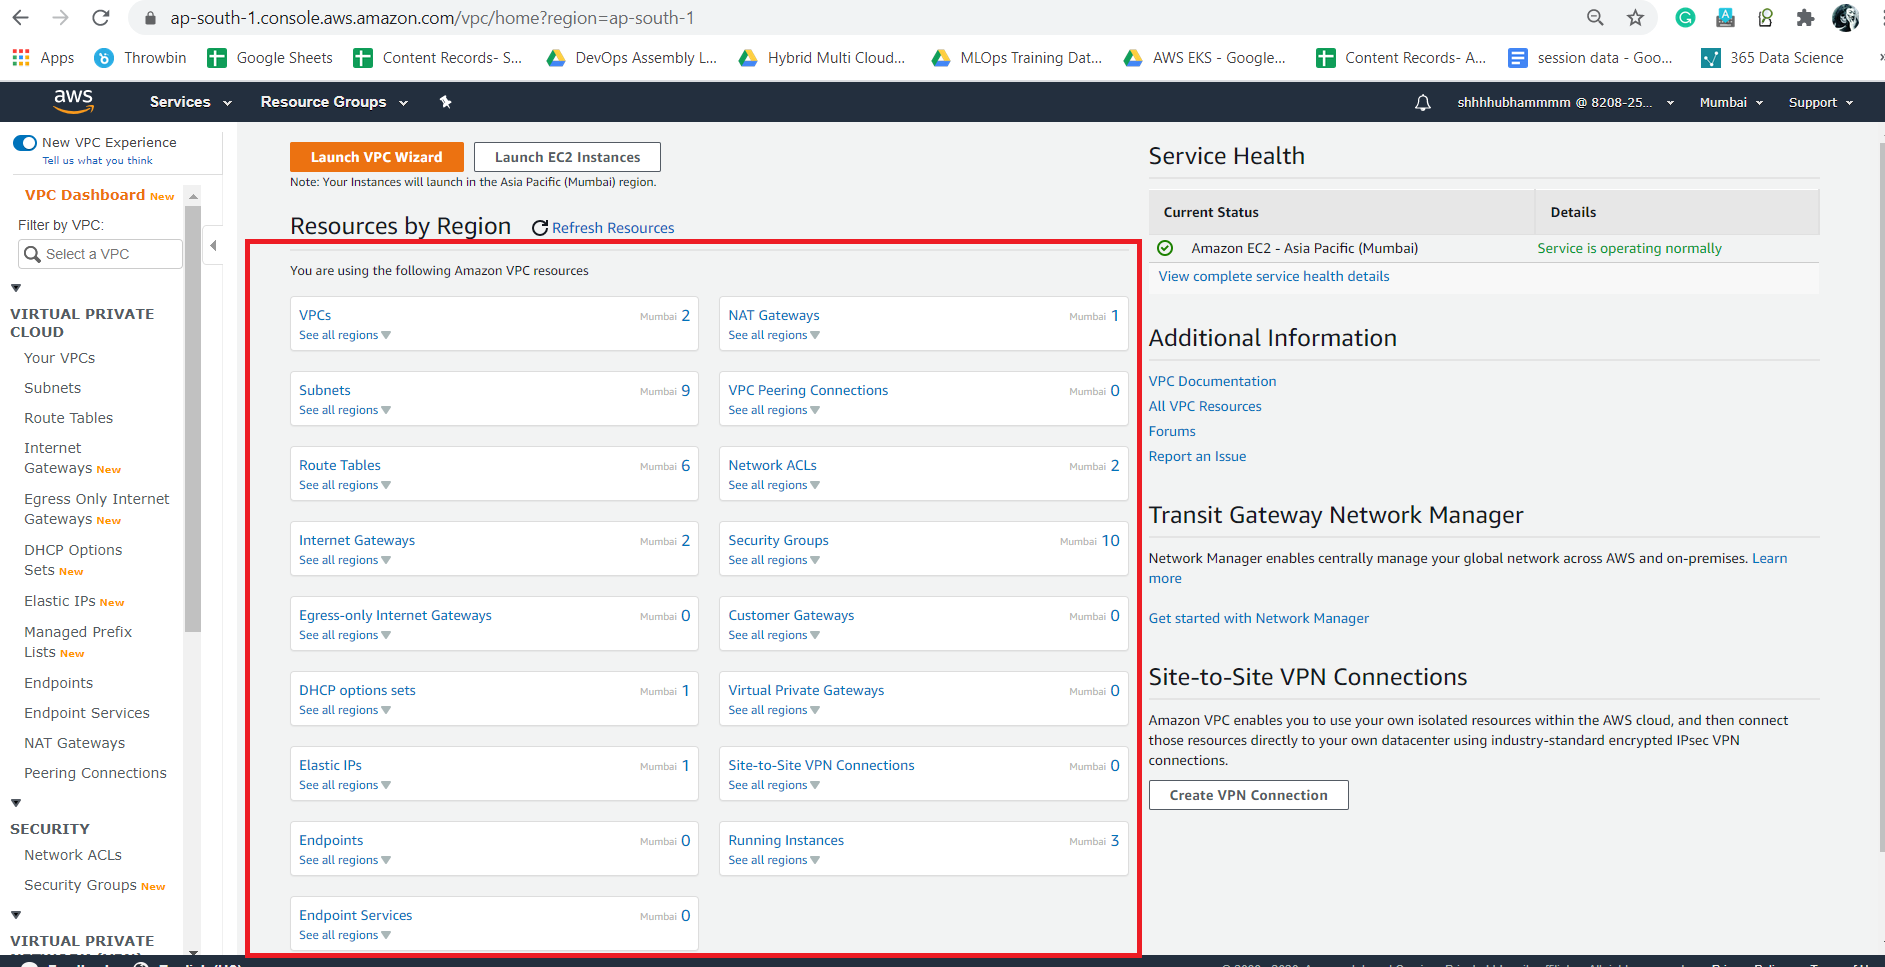 ap-south-1.console.aws.amazon.com/vpc/home?region=ap-south-1
Apps Throwbin Google Sheets Content Records- S... DevOps Assembly L... Hybrid Multi Cloud... MLOps Training Dat... AWS EKS - Google... Content Records- A... session data - Goo... 365 Data Science
aws Services Resource Groups shhhhubhammmm @ 8208-25... Mumbai Support
New VPC Experience
Tell us what you think
VPC Dashboard New
Filter by VPC:
Select a VPC
VIRTUAL PRIVATE
CLOUD
Your VPCs
Subnets
Route Tables
Internet
Gateways New
Egress Only Internet
Gateways New
DHCP Options
Sets New
Elastic IPs New
Managed Prefix
Lists New
Endpoints
Endpoint Services
NAT Gateways
Peering Connections
SECURITY
Network ACLs
Security Groups New
VIRTUAL PRIVATE
Launch VPC Wizard Launch EC2 Instances
Note: Your Instances will launch in the Asia Pacific (Mumbai) region.
Resources by Region Refresh Resources
You are using the following Amazon VPC resources
VPCs Mumbai 2
See all regions
NAT Gateways Mumbai 1
See all regions
Subnets Mumbai 9
See all regions
VPC Peering Connections Mumbai 0
See all regions
Route Tables Mumbai 6
See all regions
Network ACLs Mumbai 2
See all regions
Internet Gateways Mumbai 2
See all regions
Security Groups Mumbai 10
See all regions
Egress-only Internet Gateways Mumbai 0
See all regions
Customer Gateways Mumbai 0
See all regions
DHCP options sets Mumbai 1
See all regions
Virtual Private Gateways Mumbai 0
See all regions
Elastic IPs Mumbai 1
See all regions
Site-to-Site VPN Connections Mumbai 0
See all regions
Endpoints Mumbai 0
See all regions
Running Instances Mumbai 3
See all regions
Endpoint Services Mumbai 0
See all regions
Service Health
Current Status Details
Amazon EC2 - Asia Pacific (Mumbai) Service is operating normally
View complete service health details
Additional Information
VPC Documentation
All VPC Resources
Forums
Report an Issue
Transit Gateway Network Manager
Network Manager enables centrally manage your global network across AWS and on-premises. Learn
more
Get started with Network Manager
Site-to-Site VPN Connections
Amazon VPC enables you to use your own isolated resources within the AWS cloud, and then connect
those resources directly to your own datacenter using industry-standard encrypted IPsec VPN
connections.
Create VPN Connection